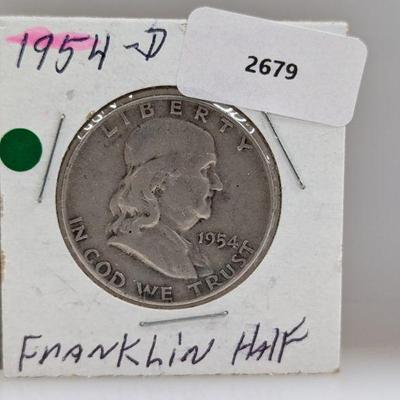 1954-D
2679
LIBERTY
1954
IN GOD WE TRUST
FRANKLIN HALF